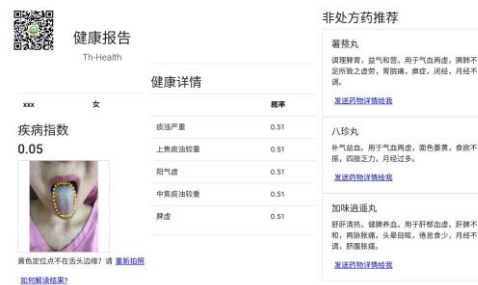 健康报告
Th-Health
xxx 女
疾病指数
0.05
黄色定位点不在舌头边缘？请 重新拍照
如何解读结果?
健康详情
概率
痰浊严重 0.51
上焦痰浊较重 0.51
阳气虚 0.51
中焦痰浊较重 0.51
脾虚 0.51
非处方药推荐
薯蓣丸
调理脾胃，益气和营。用于气血两虚，脾肺不
足所致之虚劳，胃脘痛，痹症，闭经，月经不
调。
发送药物详情给我
八珍丸
补气益血。用于气血两虚，面色萎黄，食欲不
振，四肢乏力，月经过多。
发送药物详情给我
加味逍遥丸
舒肝清热，健脾养血。用于肝郁血虚，肝脾不
和，两胁胀痛，头晕目眩，倦怠食少，月经不
调，脐腹胀痛。
发送药物详情给我